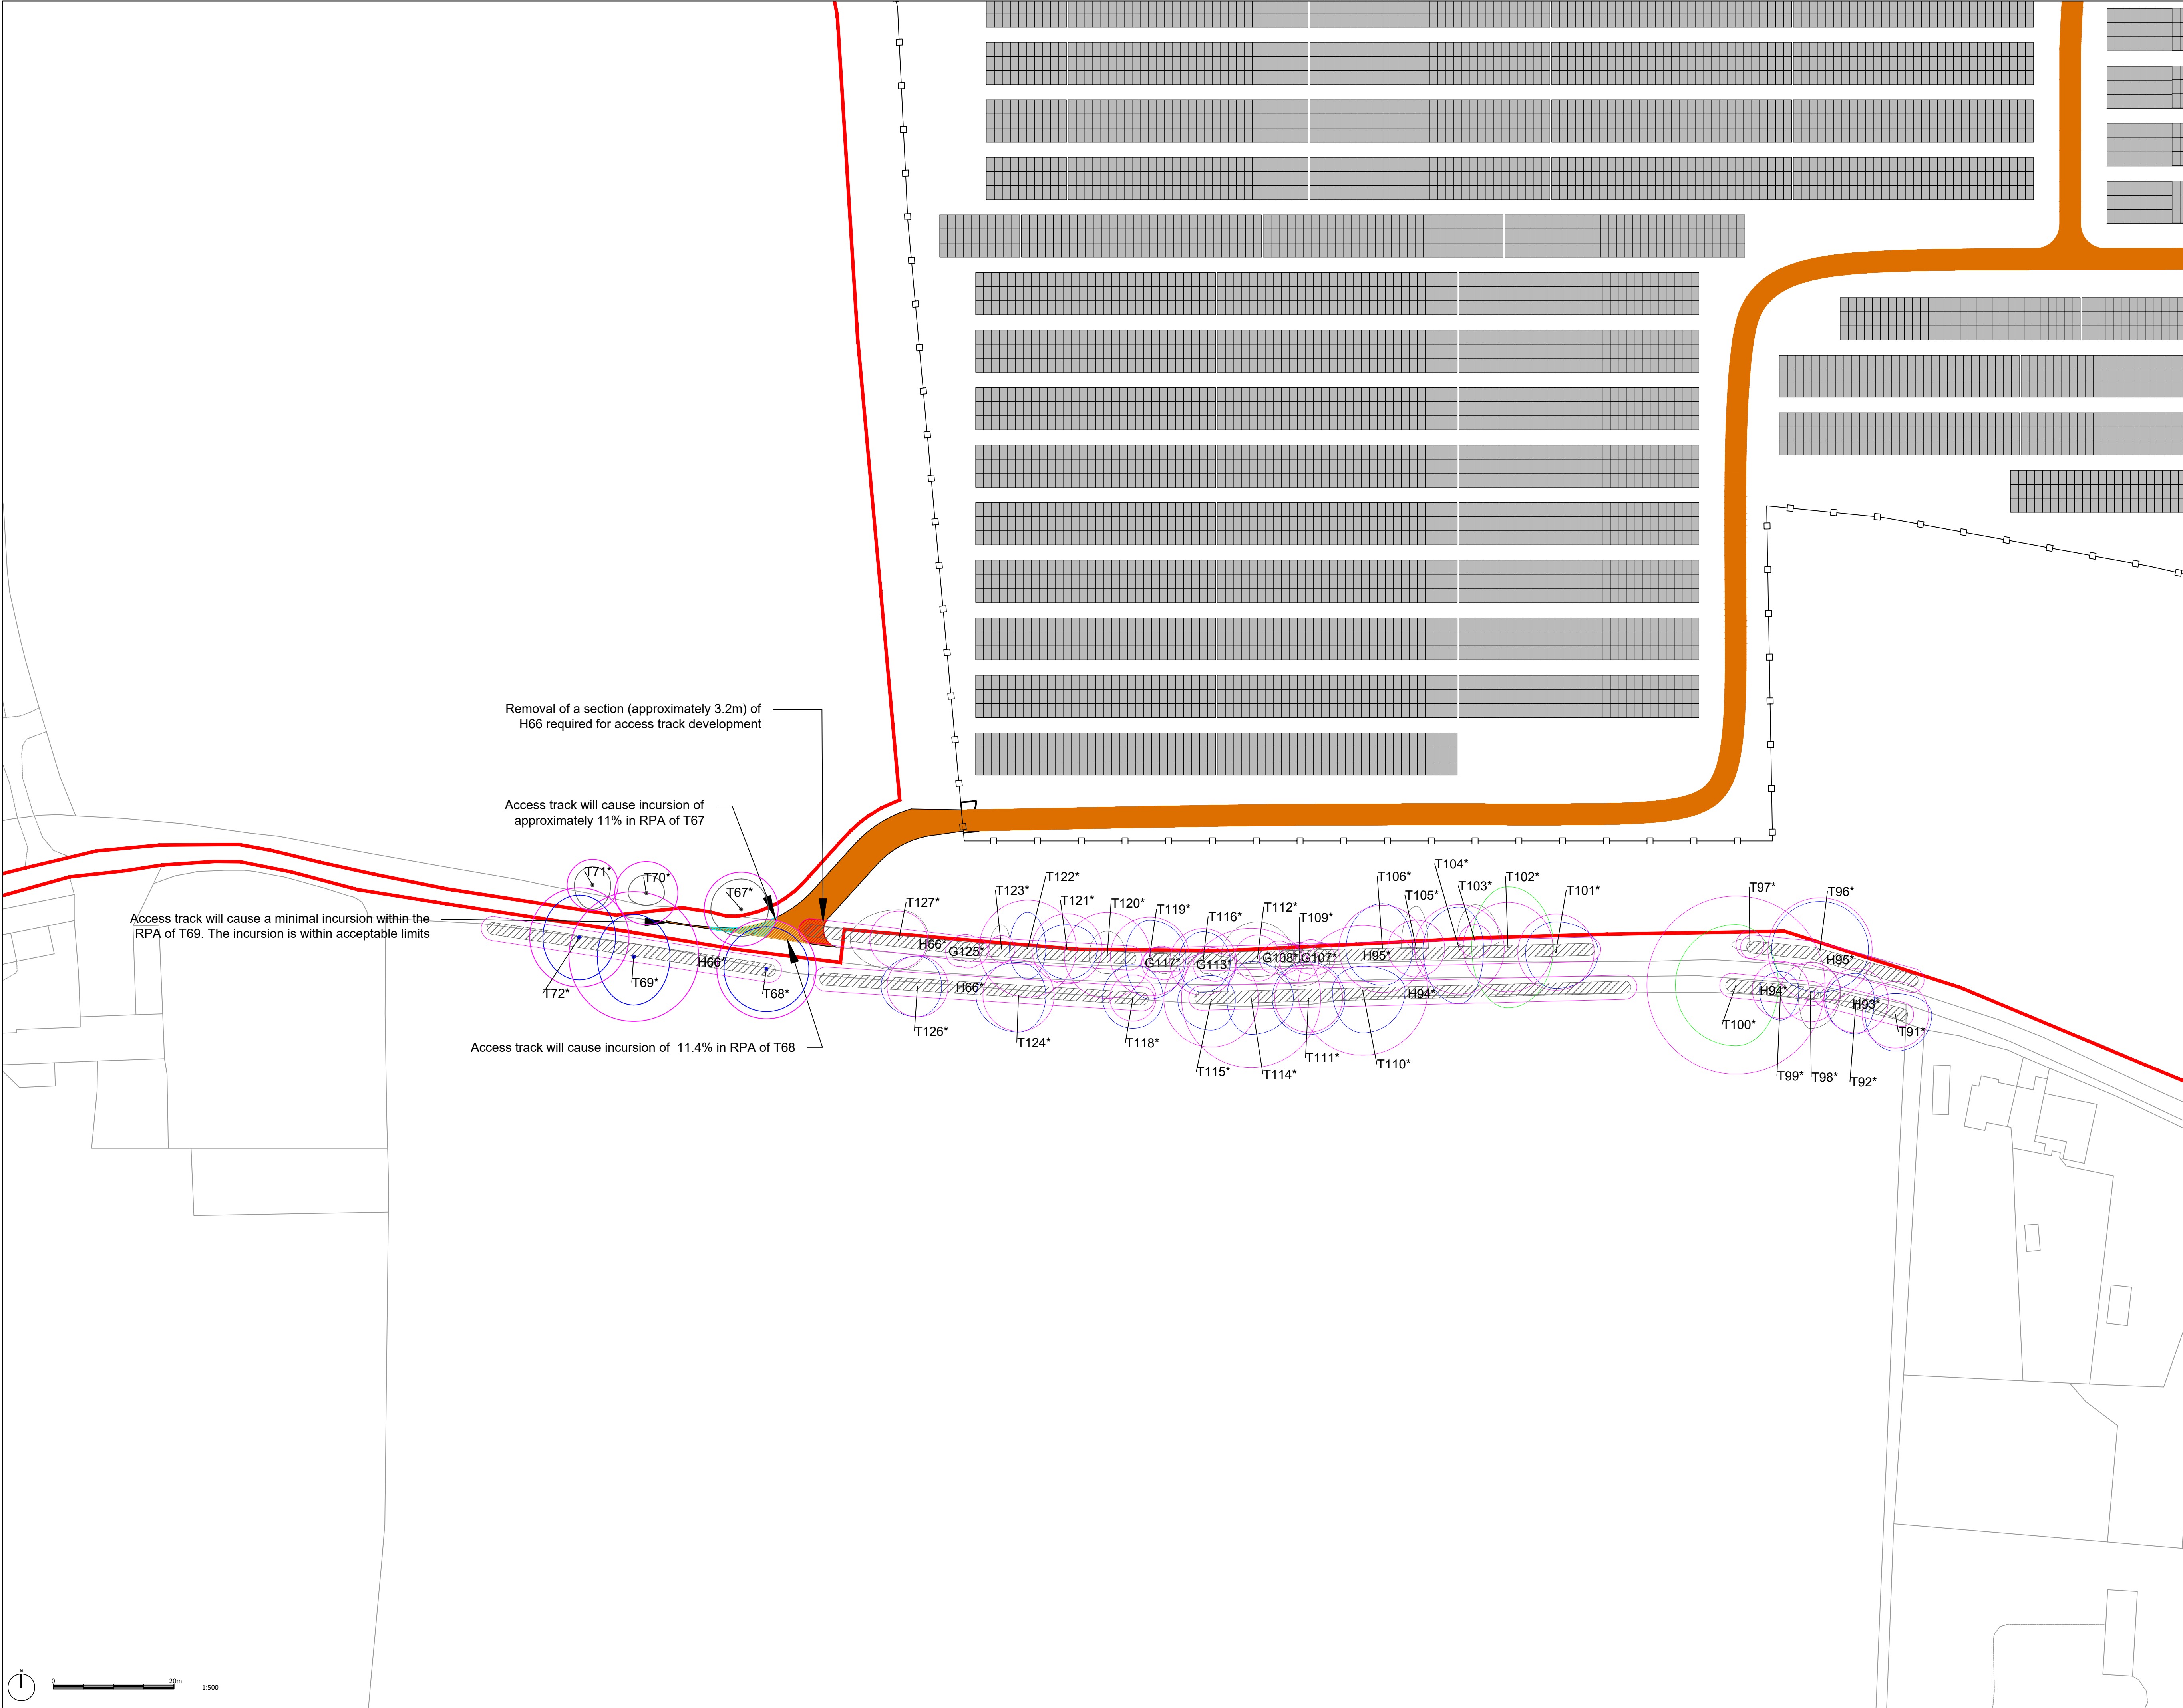 Removal of a section (approximately 3.2m) of
H66 required for access track development
Access track will cause incursion of
approximately 11% in RPA of T67
Access track will cause a minimal incursion within the
RPA of T69. The incursion is within acceptable limits
Access track will cause incursion of  11.4% in RPA of T68
T71*
T70*
T67*
T72*
T69*
H66*
T68*
T127*
H66*
G125*
T123*
T122*
T121*
T120*
T119*
G117*
T116*
G113*
T112*
G108*
T109*
G107*
T106*
H95*
T105*
T104*
T103*
T102*
T101*
H66*
T126*
T124*
T118*
T115*
T114*
T111*
T110*
H94*
T97*
T96*
H95*
T100*
H94*
T99*
T98*
H93*
T92*
T91*
N
0
20m
1:500